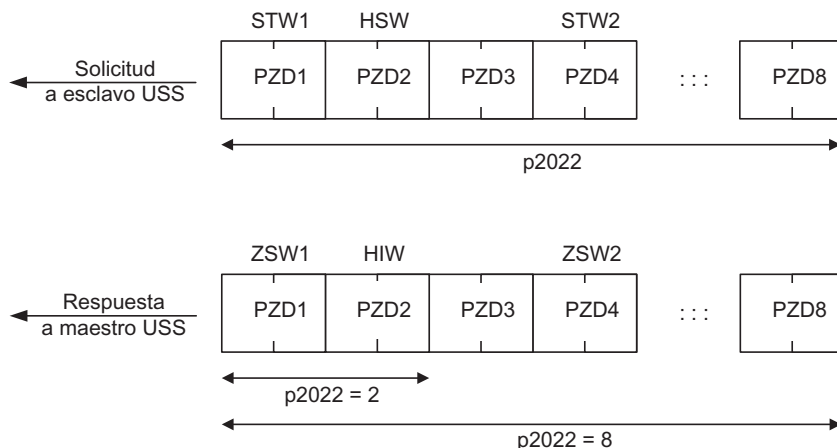 STW1 HSW STW2
Solicitud
a esclavo USS
PZD1 PZD2 PZD3 PZD4 : : : PZD8
p2022
ZSW1 HIW ZSW2
Respuesta
a maestro USS
PZD1 PZD2 PZD3 PZD4 : : : PZD8
p2022 = 2
p2022 = 8